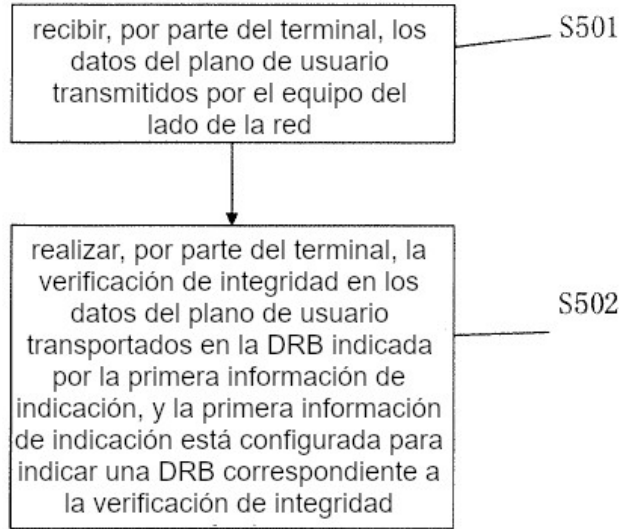 recibir, por parte del terminal, los
datos del plano de usuario
transmitidos por el equipo del
lado de la red
S501
realizar, por parte del terminal, la
verificación de integridad en los
datos del plano de usuario
transportados en la DRB indicada
por la primera información de
indicación, y la primera información
de indicación está configurada para
indicar una DRB correspondiente a
la verificación de integridad
S502